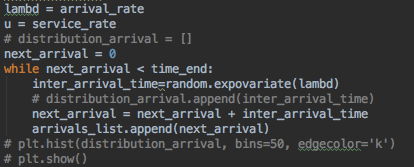 lambd = arrival_rate
u = service_rate
# distribution_arrival = []
next_arrival = 0
while next_arrival < time_end:
    inter_arrival_time=random.expovariate(lambd)
    # distribution_arrival.append(inter_arrival_time)
    next_arrival = next_arrival + inter_arrival_time
    arrivals_list.append(next_arrival)
# plt.hist(distribution_arrival, bins=50, edgecolor='k')
# plt.show()